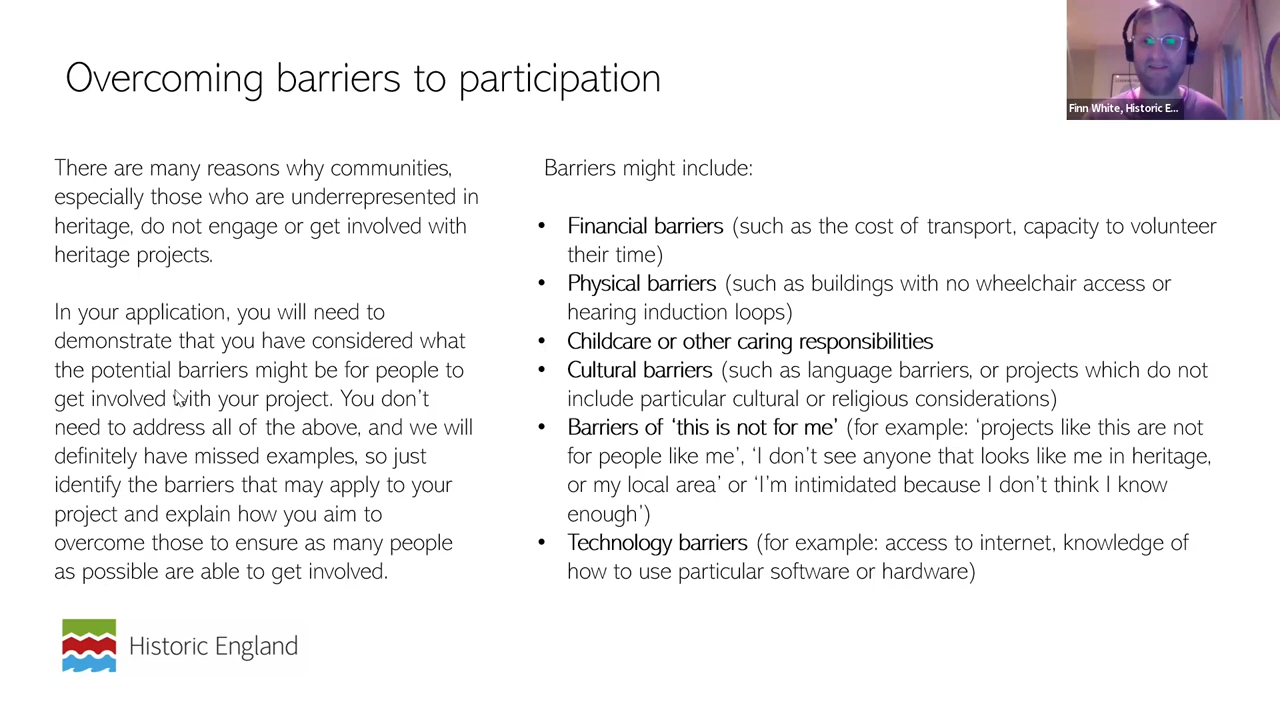 Overcoming barriers to participation
Finn White, Historic E...
There are many reasons why communities,
especially those who are underrepresented in
heritage, do not engage or get involved with
heritage projects.
In your application, you will need to
demonstrate that you have considered what
the potential barriers might be for people to
get involved with your project. You don't
need to address all of the above, and we will
definitely have missed examples, so just
identify the barriers that may apply to your
project and explain how you aim to
overcome those to ensure as many people
as possible are able to get involved.
Barriers might include:
• Financial barriers (such as the cost of transport, capacity to volunteer
their time)
• Physical barriers (such as buildings with no wheelchair access or
hearing induction loops)
• Childcare or other caring responsibilities
• Cultural barriers (such as language barriers, or projects which do not
include particular cultural or religious considerations)
• Barriers of ‘this is not for me’ (for example: ‘projects like this are not
for people like me’, ‘I don’t see anyone that looks like me in heritage,
or my local area’ or ‘I’m intimidated because I don’t think I know
enough’)
• Technology barriers (for example: access to internet, knowledge of
how to use particular software or hardware)
Historic England